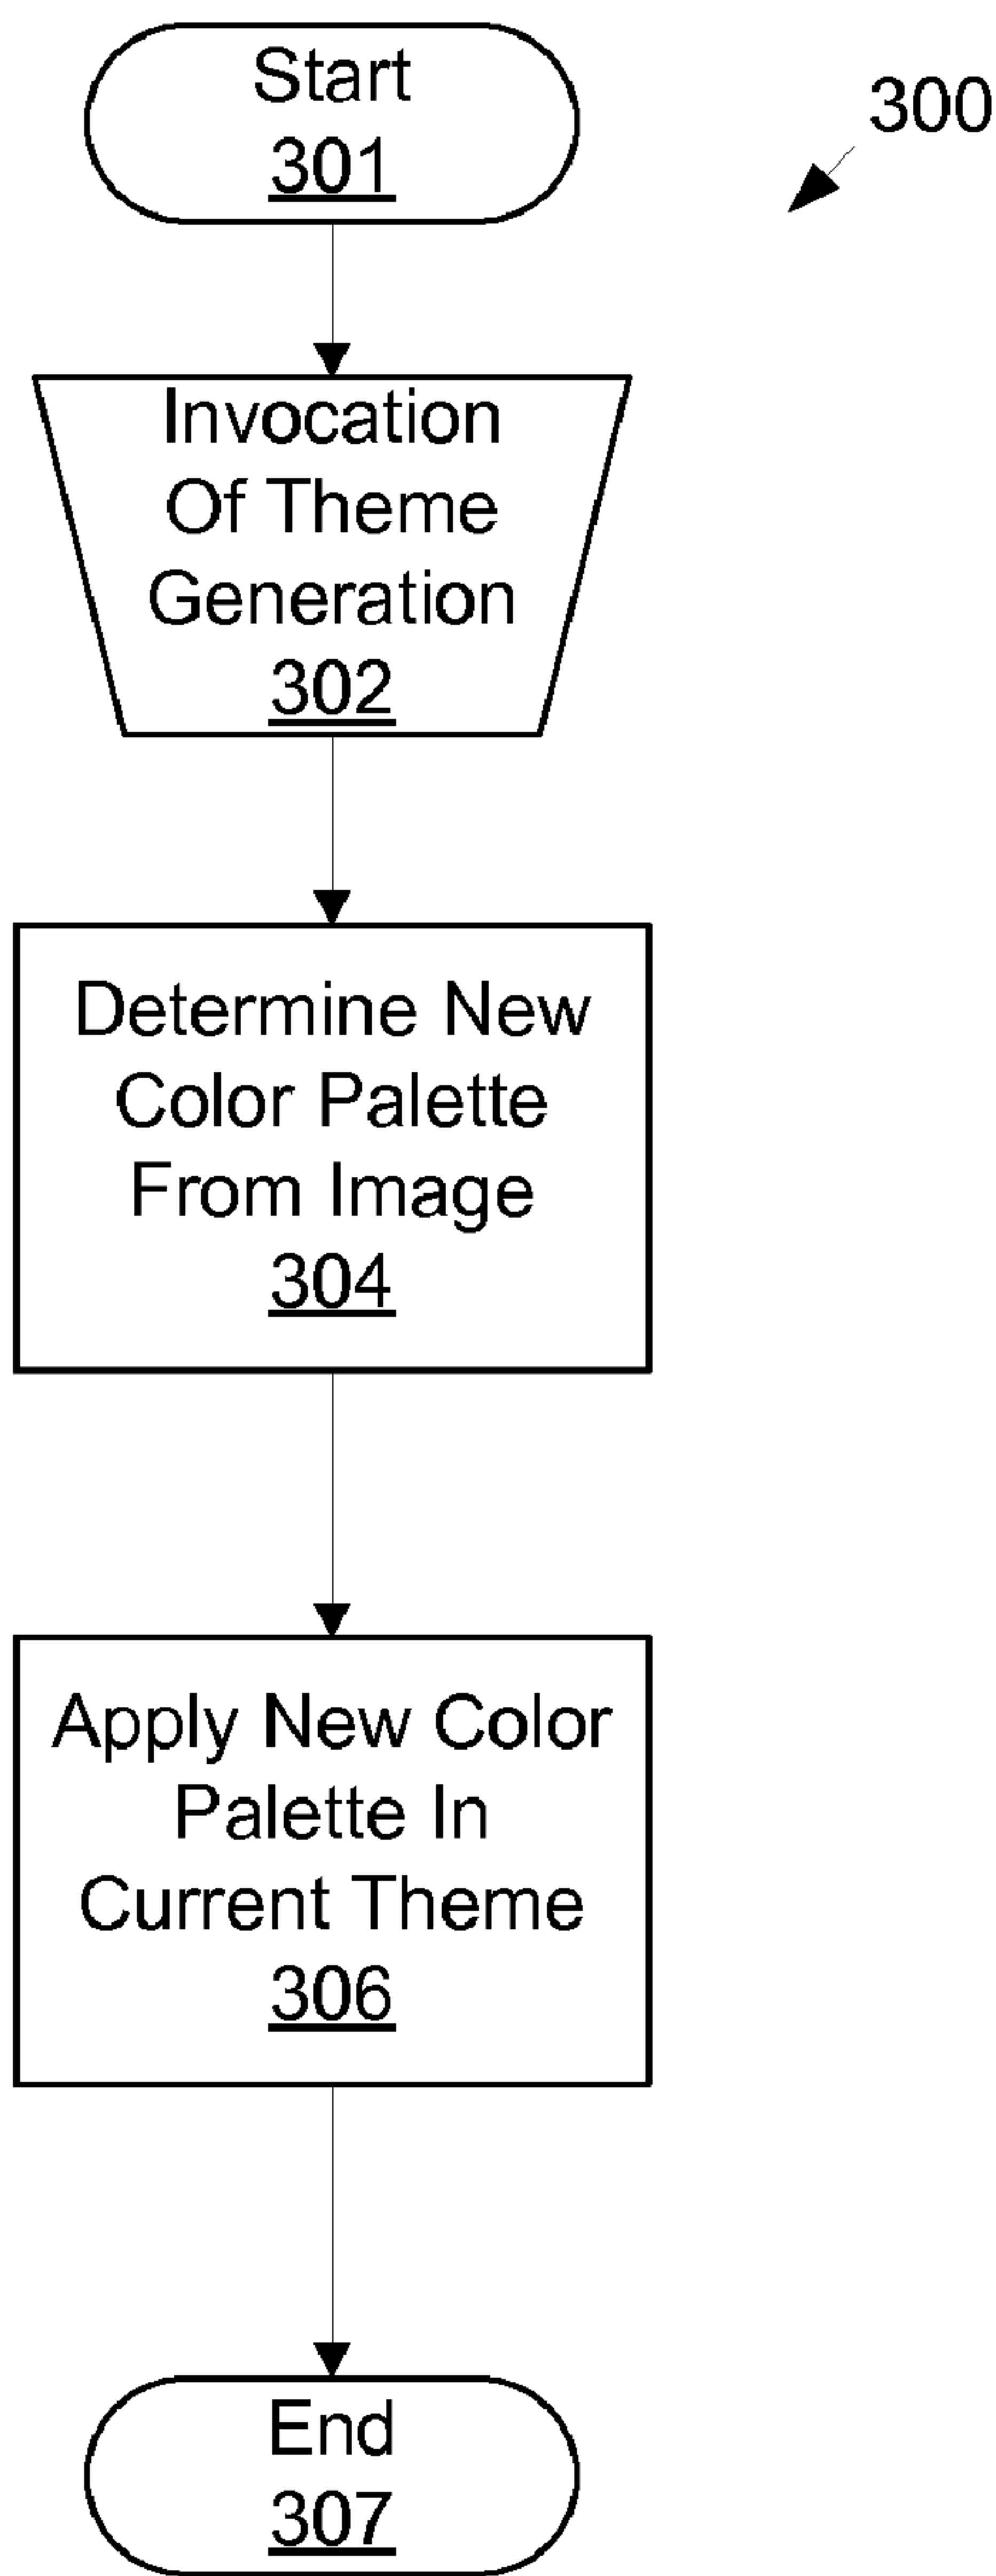 Start
301
300
Invocation
Of Theme
Generation
302
Determine New
Color Palette
From Image
304
Apply New Color
Palette In
Current Theme
306
End
307